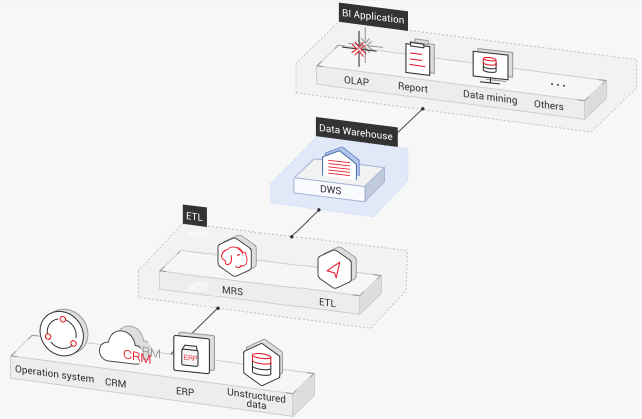 BI Application
OLAP
Report
Data mining
...
Others
Data Warehouse
DWS
ETL
MRS
ETL
CRM
RM
ERP
Operation system
CRM
ERP
Unstructured
data